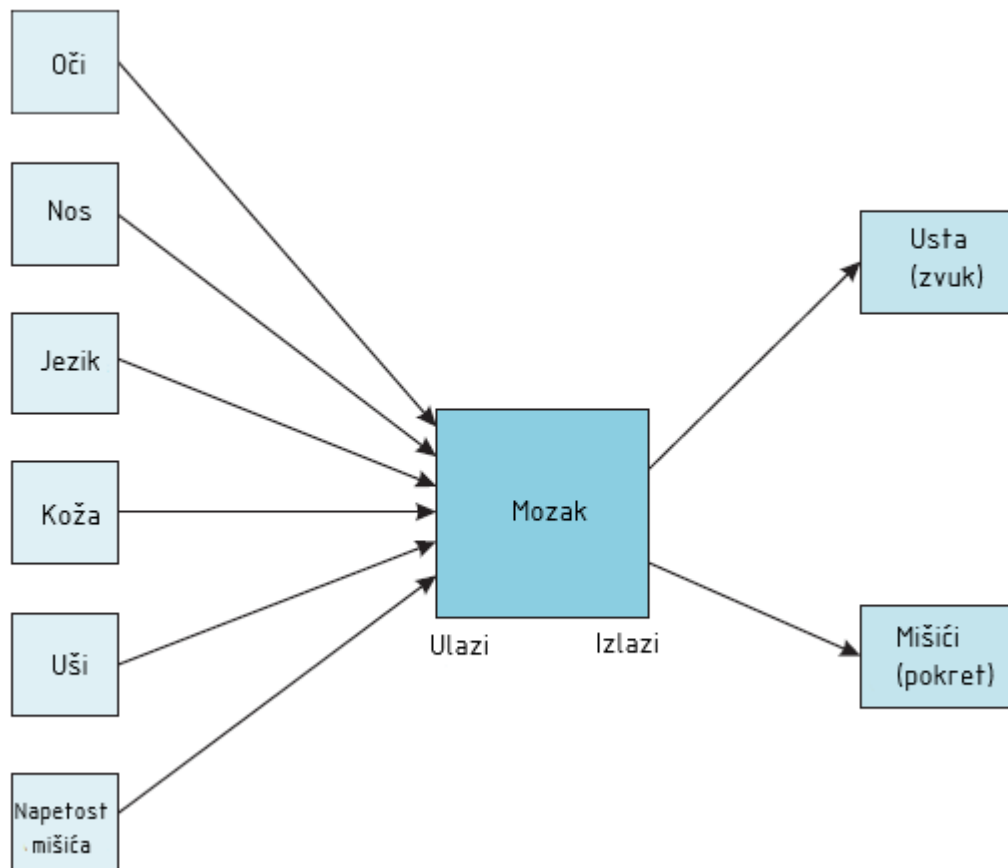 Oči
Nos
Jezik
Koža
Uši
Napetost
mišića
Mozak
Ulazi
Izlazi
Usta
(zvuk)
Mišići
(pokret)